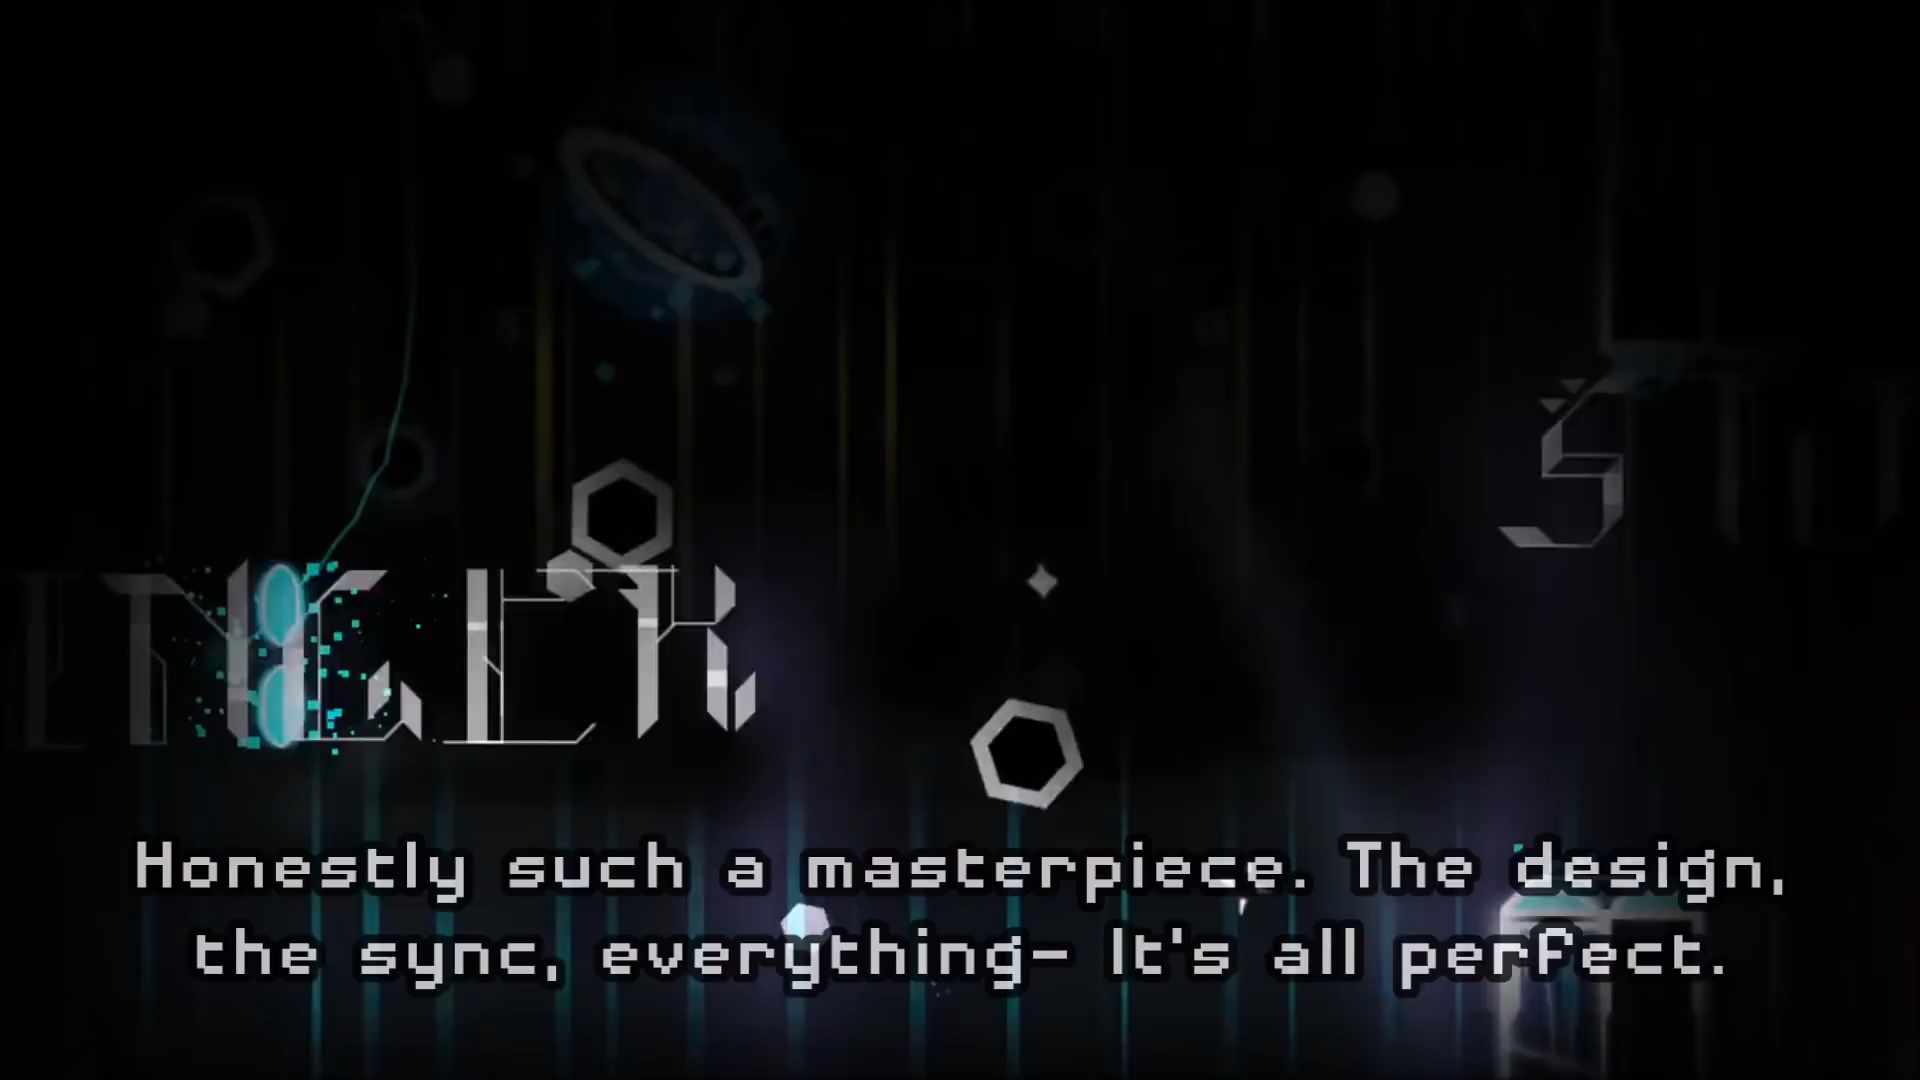 Honestly such a masterpiece. The design,
the sync, everything- It's all perfect.